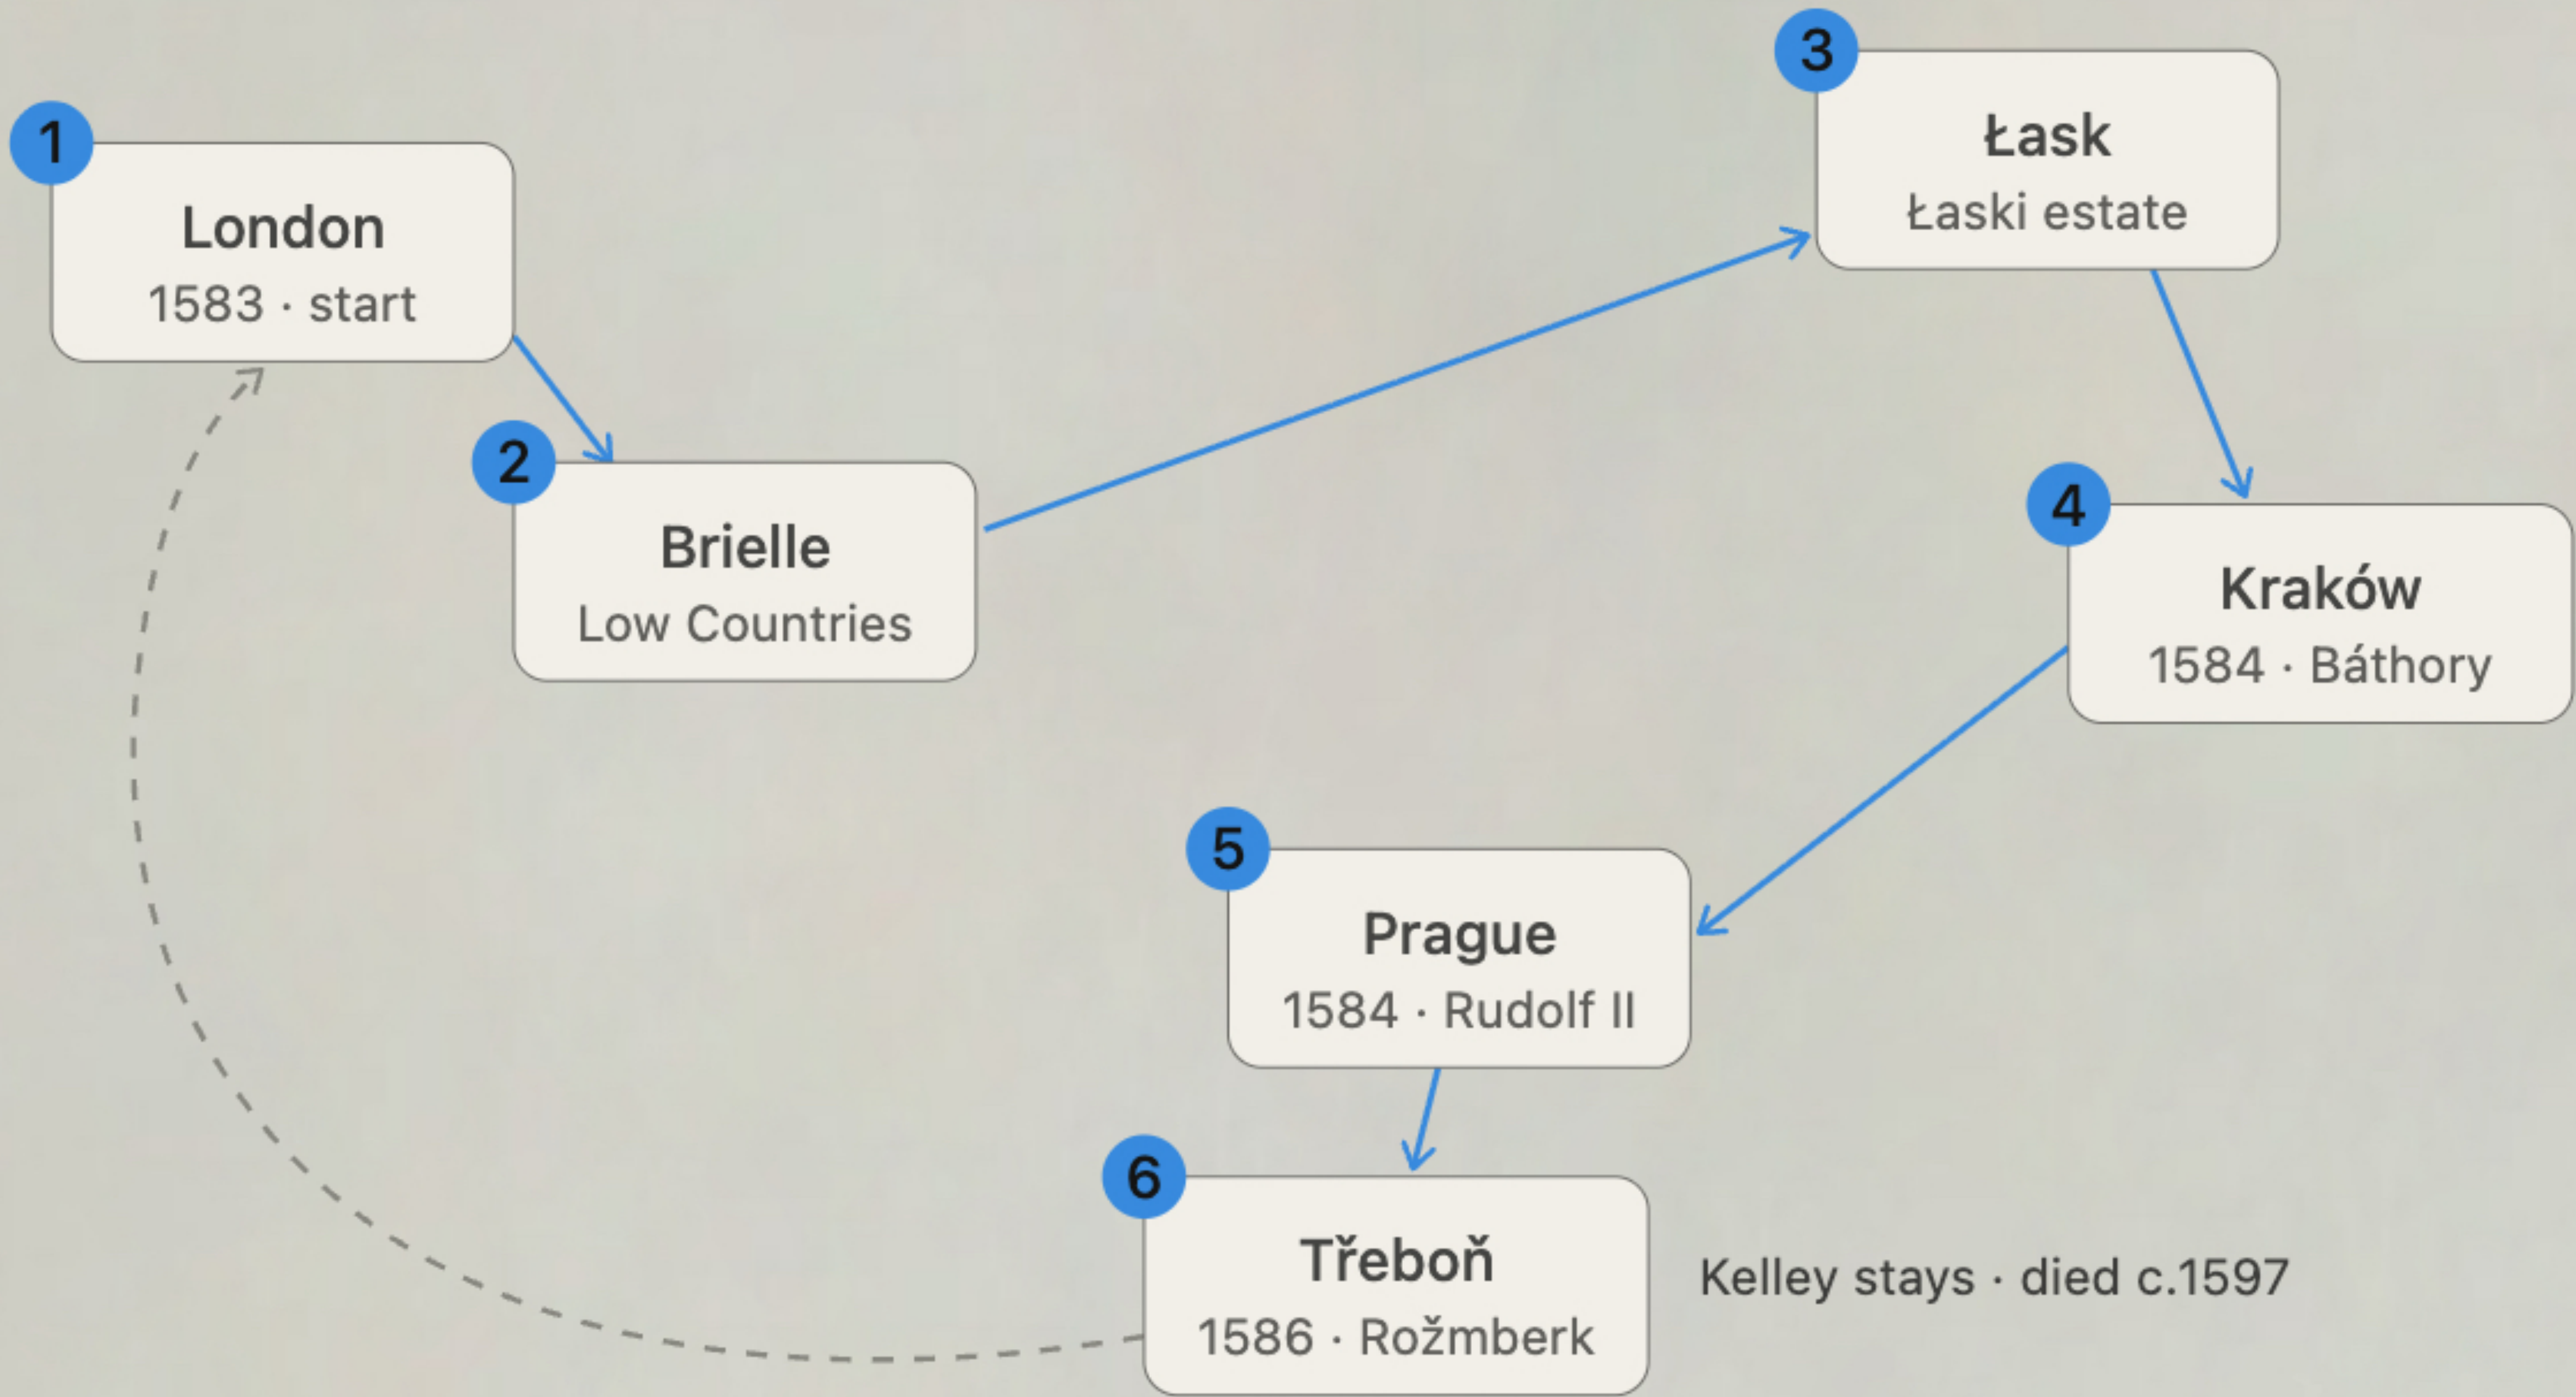 1
London
1583 · start
2
Brielle
Low Countries
3
Łask
Łaski estate
4
Kraków
1584 · Báthory
5
Prague
1584 · Rudolf II
6
Třeboň
1586 · Rožmberk
Kelley stays · died c.1597